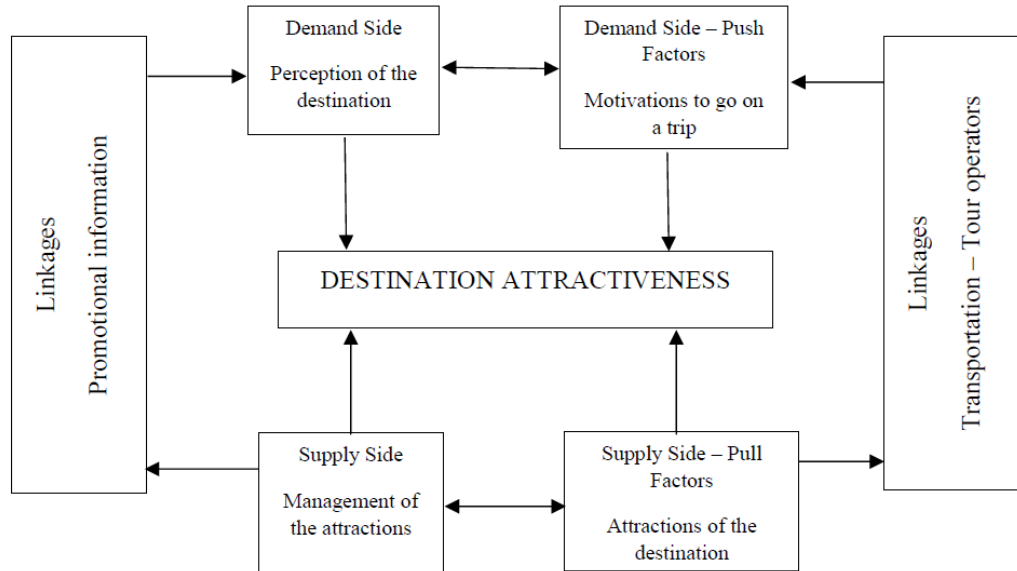 Linkages
Promotional information
Demand Side
Perception of the
destination
Demand Side – Push
Factors
Motivations to go on
a trip
Linkages
Transportation – Tour operators
DESTINATION ATTRACTIVENESS
Supply Side
Management of
the attractions
Supply Side – Pull
Factors
Attractions of the
destination